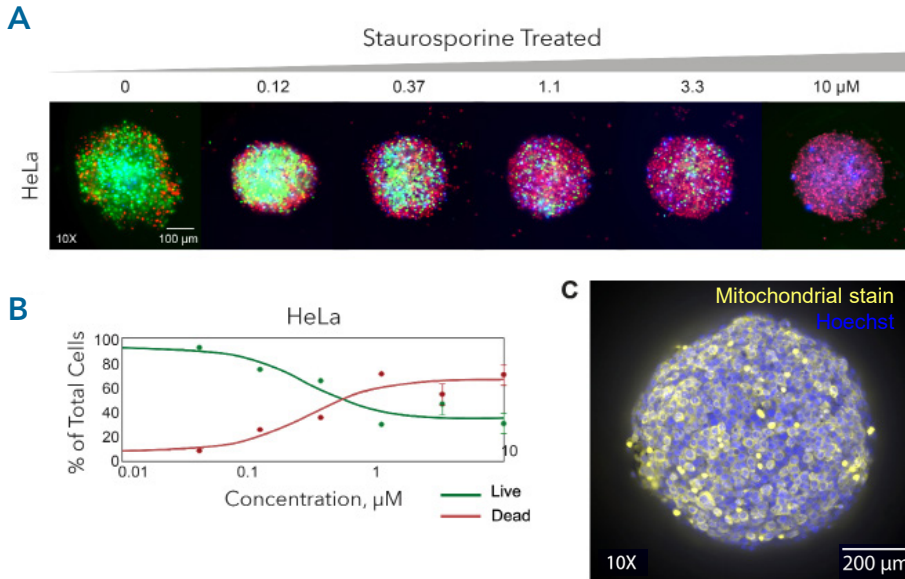 A
Staurosporine Treated
0 0.12 0.37 1.1 3.3 10 µM
HeLa
10X
100 µm
B
HeLa
% of Total Cells
100
80
60
40
20
0
0.01 0.1 1 10
Concentration, µM
Live
Dead
C
Mitochondrial stain
Hoechst
10X
200 µm